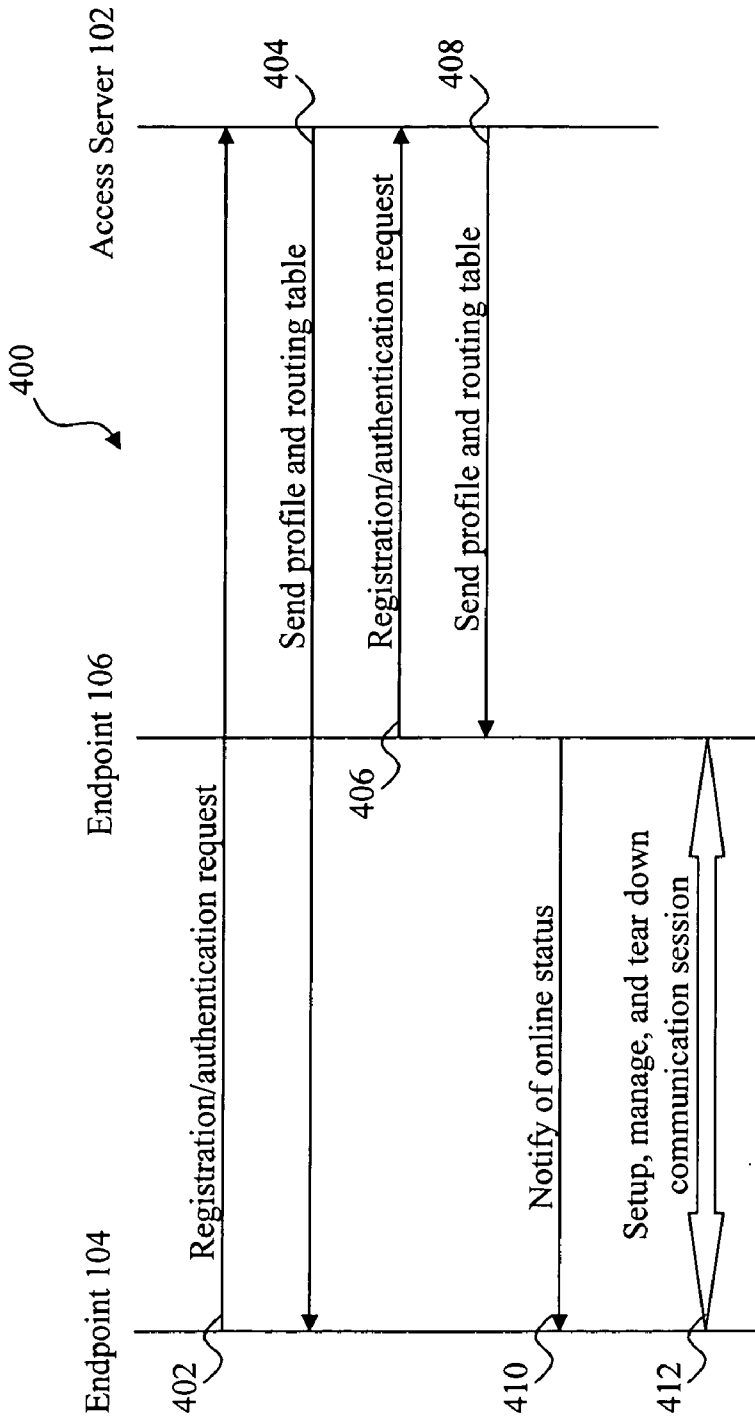 400
Endpoint 104
Endpoint 106
Access Server 102
Registration/authentication request
402
Send profile and routing table
404
Registration/authentication request
406
Send profile and routing table
408
Notify of online status
410
Setup, manage, and tear down
communication session
412